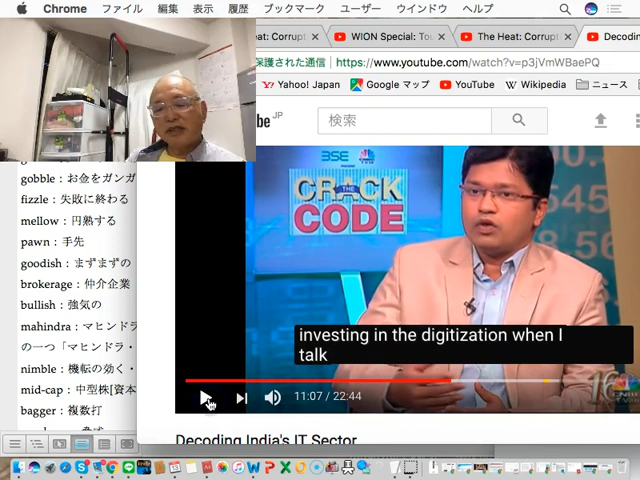 Chrome ファイル 編集 表示 履歴 ブックマーク ユーザー ウインドウ ヘルプ
eat: Corrupt
WION Special: Tou
The Heat: Corrupt
Decodin
保護された通信 | https://www.youtube.com/watch?v=p3jVmWBaePQ
Yahoo! Japan Google マップ YouTube Wikipedia ニュース
be JP
検索
gobble：お金をガンガ
fizzle：失敗に終わる
mellow：円熟する
pawn：手先
goodish：まずまずの
brokerage：仲介企業
bullish：強気の
mahindra：マヒンドラ
の一つ「マヒンドラ・
nimble：機転の効く・
mid-cap：中型株[資本
bagger：複数打
BSE
CRACK
THE
CODE
investing in the digitization when I
talk
11:07 / 22:44
Decoding India's IT Sector